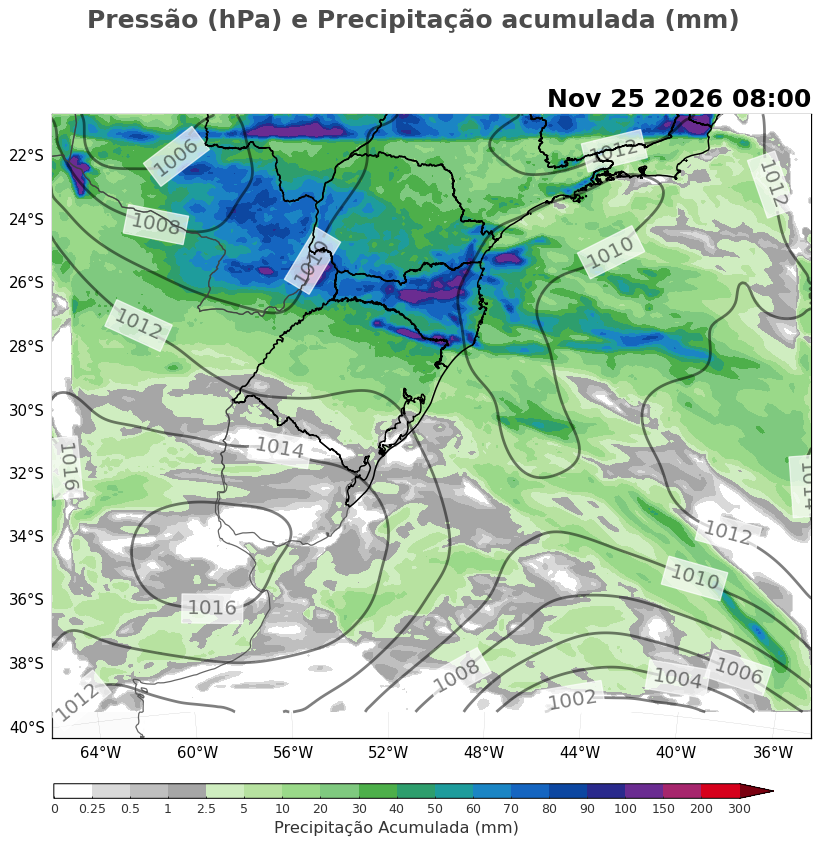 Pressão (hPa) e Precipitação acumulada (mm)
Nov 25 2026 08:00
22°S
24°S
26°S
28°S
30°S
32°S
34°S
36°S
38°S
40°S
1006
1012
1012
1008
1010
1010
1012
1014
1016
1014
1012
1010
1016
1008
1006
1004
1002
1012
64°W 60°W 56°W 52°W 48°W 44°W 40°W 36°W
0 0.25 0.5 1 2.5 5 10 20 30 40 50 60 70 80 90 100 150 200 300
Precipitação Acumulada (mm)